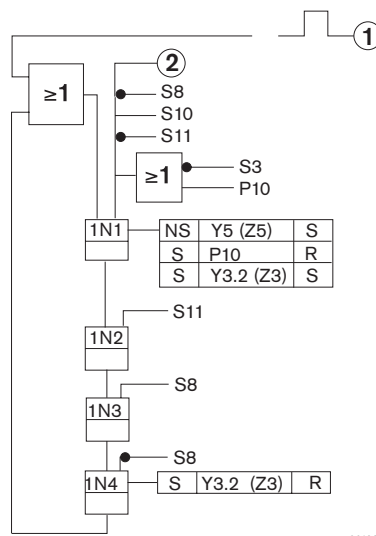 1
2
≥1
S8
S10
S11
≥1
S3
P10
1N1
NS Y5 (Z5) S
S P10 R
S Y3.2 (Z3) S
1N2
S11
1N3
S8
1N4
S8
S Y3.2 (Z3) R